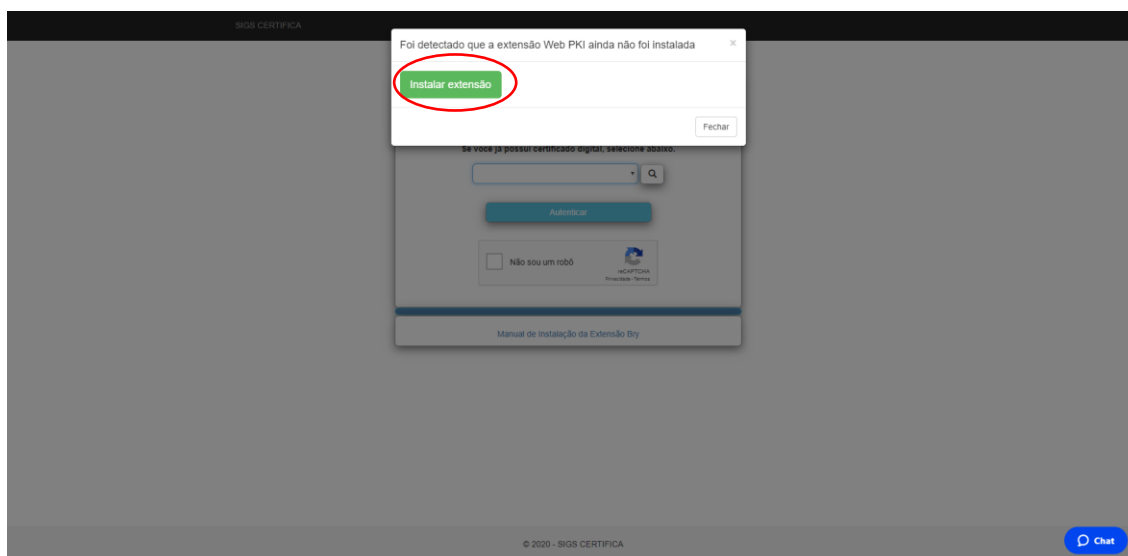 SIGS CERTIFICA
Foi detectado que a extensão Web PKI ainda não foi instalada ×
Instalar extensão
Fechar
Se você já possui certificado digital, selecione abaixo.
Autenticar
Não sou um robô
reCAPTCHA
Privacidade - Termos
Manual de Instalação da Extensão Bry
© 2020 - SIGS CERTIFICA
Chat